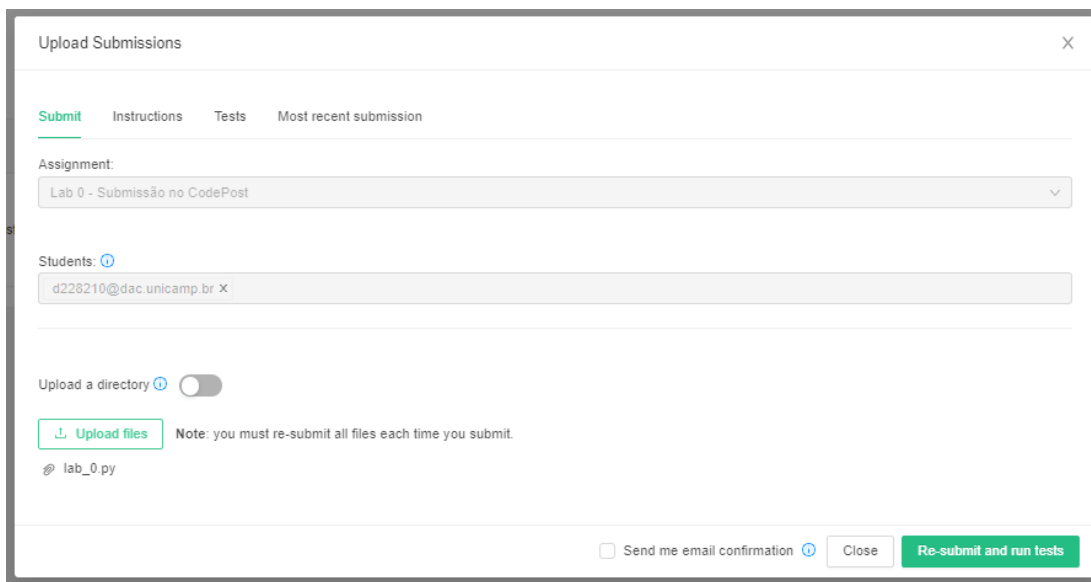 Upload Submissions
Submit Instructions Tests Most recent submission
Assignment:
Lab 0 - Submissão no CodePost
Students:
d228210@dac.unicamp.br
Upload a directory
Upload files Note: you must re-submit all files each time you submit.
lab_0.py
Send me email confirmation Close Re-submit and run tests